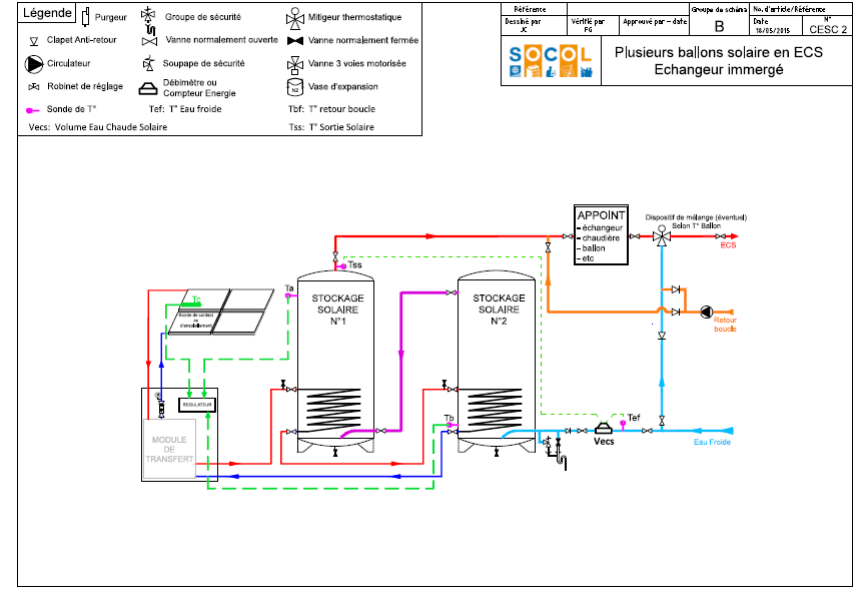 Légende
Purgeur
Groupe de sécurité
Mitigeur thermostatique
Clapet Anti-retour
Vanne normalement ouverte
Vanne normalement fermée
Circulateur
Soupape de sécurité
Vanne 3 voies motorisée
Robinet de réglage
Débimètre ou
Compteur Energie
Vase d'expansion
Sonde de T°
Tef: T° Eau froide
Tbf: T° retour boucle
Vecs: Volume Eau Chaude Solaire
Tss: T° Sortie Solaire
Référence
Groupe de schéma
No. d'article/Référence
Dessiné par
JC
Vérifié par
FG
Approuvé par - date
B
Date
18/05/2015
N°
CESC 2
SOCOL
Plusieurs ballons solaire en ECS
Echangeur immergé
APPOINT
- échangeur
- chaudière
- ballon
- etc
Dispositif de mélange (éventuel)
Selon T° Ballon
ECS
Tss
Ta
Tc
Sonde de contact
ou
d'ensoleillement
STOCKAGE
SOLAIRE
N°1
STOCKAGE
SOLAIRE
N°2
Retour
boucle
REGULATEUR
Tb
Tef
MODULE
DE
TRANSFERT
Vecs
Eau Froide